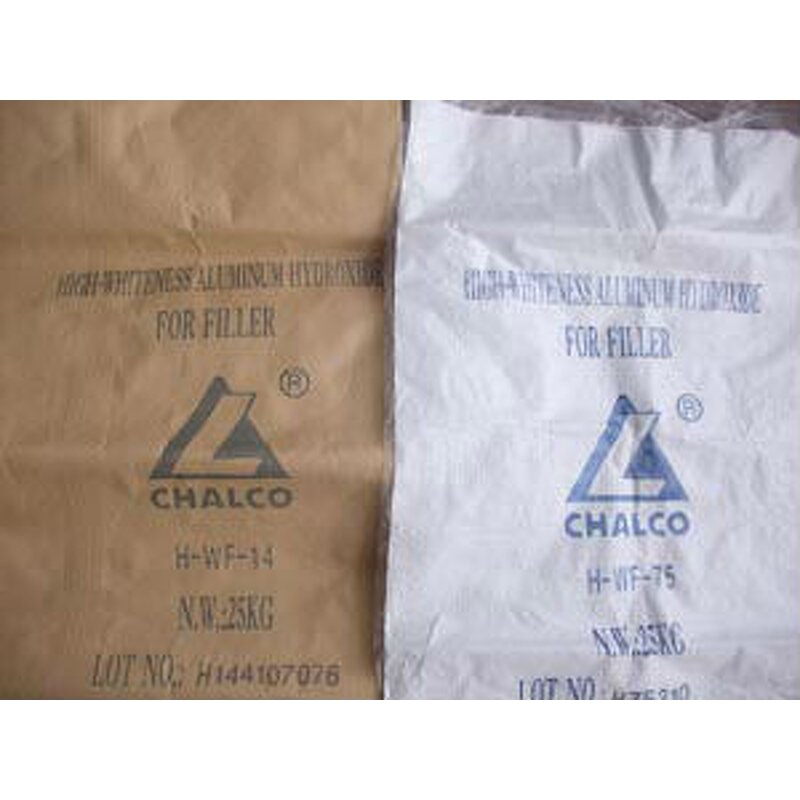 HIGH-WHITENESS ALUMINUM HYDROXIDE
FOR FILLER
®
CHALCO
H-WF-14
N.W.:25KG
LOT NO.: H144107076
HIGH-WHITENESS ALUMINUM HYDROXIDE
FOR FILLER
®
CHALCO
H-WF-75
N.W.:25KG
LOT NO.: